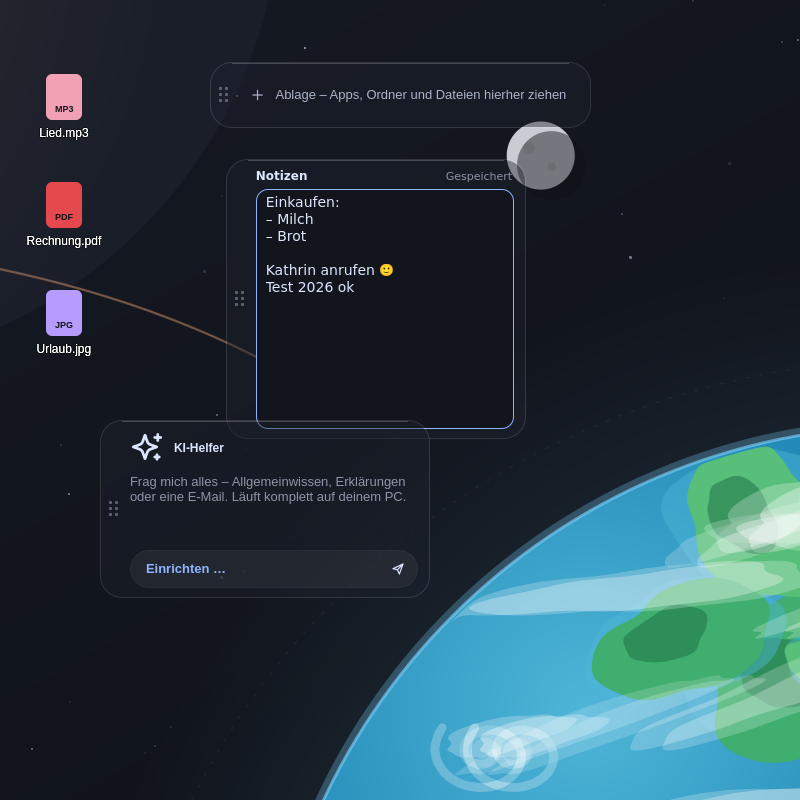 MP3
Lied.mp3
PDF
Rechnung.pdf
JPG
Urlaub.jpg
Ablage – Apps, Ordner und Dateien hierher ziehen
Notizen
Gespeichert
Einkaufen:
– Milch
– Brot
Kathrin anrufen 🙂
Test 2026 ok
KI-Helfer
Frag mich alles – Allgemeinwissen, Erklärungen
oder eine E-Mail. Läuft komplett auf deinem PC.
Einrichten …